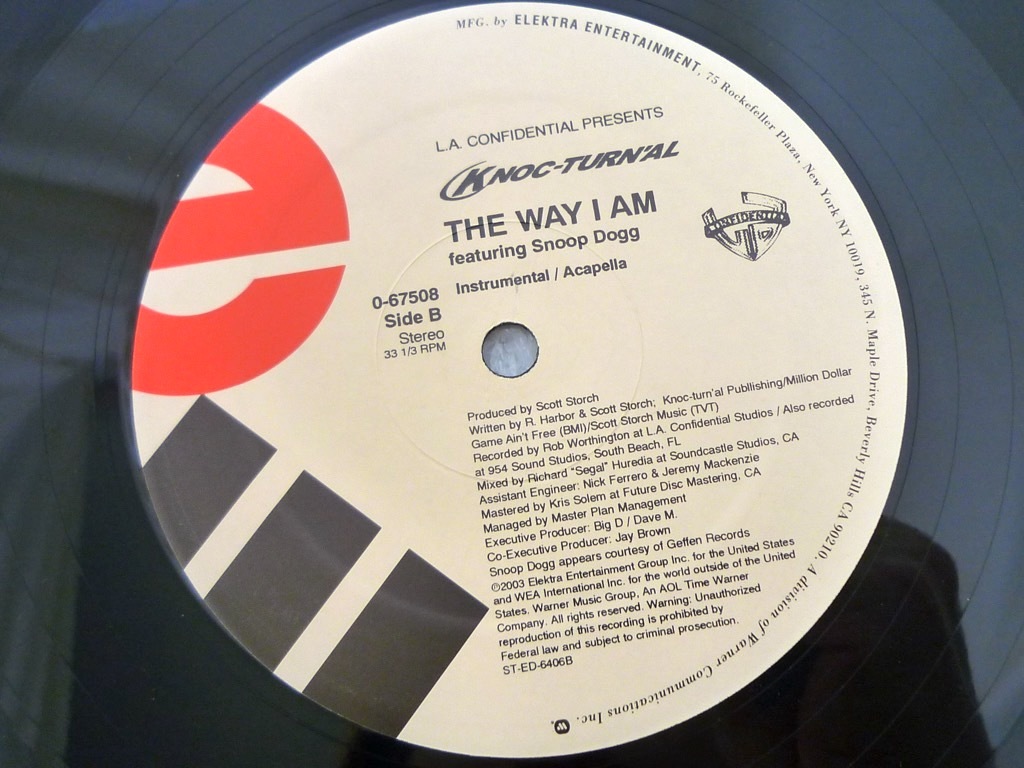 MFG. by ELEKTRA ENTERTAINMENT, 75 Rockefeller Plaza, New York NY 10019, 345 N. Maple Drive, Beverly Hills CA 90210. A division of Warner Communications Inc.
L.A. CONFIDENTIAL PRESENTS
KNOC-TURN'AL
THE WAY I AM
featuring Snoop Dogg
Instrumental / Acapella
CONFIDENTIAL
0-67508
Side B
Stereo
33 1/3 RPM
Produced by Scott Storch
Written by R. Harbor & Scott Storch; Knoc-turn'al Publlishing/Million Dollar
Game Ain't Free (BMI)/Scott Storch Music (TVT)
Recorded by Rob Worthington at L.A. Confidential Studios / Also recorded
at 954 Sound Studios, South Beach, FL
Mixed by Richard "Segal" Huredia at Soundcastle Studios, CA
Assistant Engineer: Nick Ferrero & Jeremy Mackenzie
Mastered by Kris Solem at Future Disc Mastering, CA
Managed by Master Plan Management
Executive Producer: Big D / Dave M.
Co-Executive Producer: Jay Brown
Snoop Dogg appears courtesy of Geffen Records
℗2003 Elektra Entertainment Group Inc. for the United States
and WEA International Inc. for the world outside of the United
States. Warner Music Group, An AOL Time Warner
Company. All rights reserved. Warning: Unauthorized
reproduction of this recording is prohibited by
Federal law and subject to criminal prosecution.
ST-ED-6406B